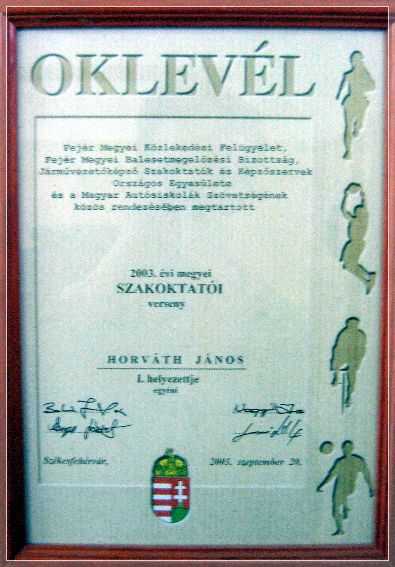 OKLEVÉL
Fejér Megyei Közlekedési Felügyelet,
Fejér Megyei Balesetmegelőzési Bizottság,
Járművezetőképző Szakoktatók és Képzőszervek
Országos Egyesülete
és a Magyar Autósiskolák Szövetségének
közös rendezésében megtartott
2003. évi megyei
SZAKOKTATÓI
verseny
HORVÁTH JÁNOS
I. helyezettje
egyéni
Székesfehérvár, 2003. szeptember 20.